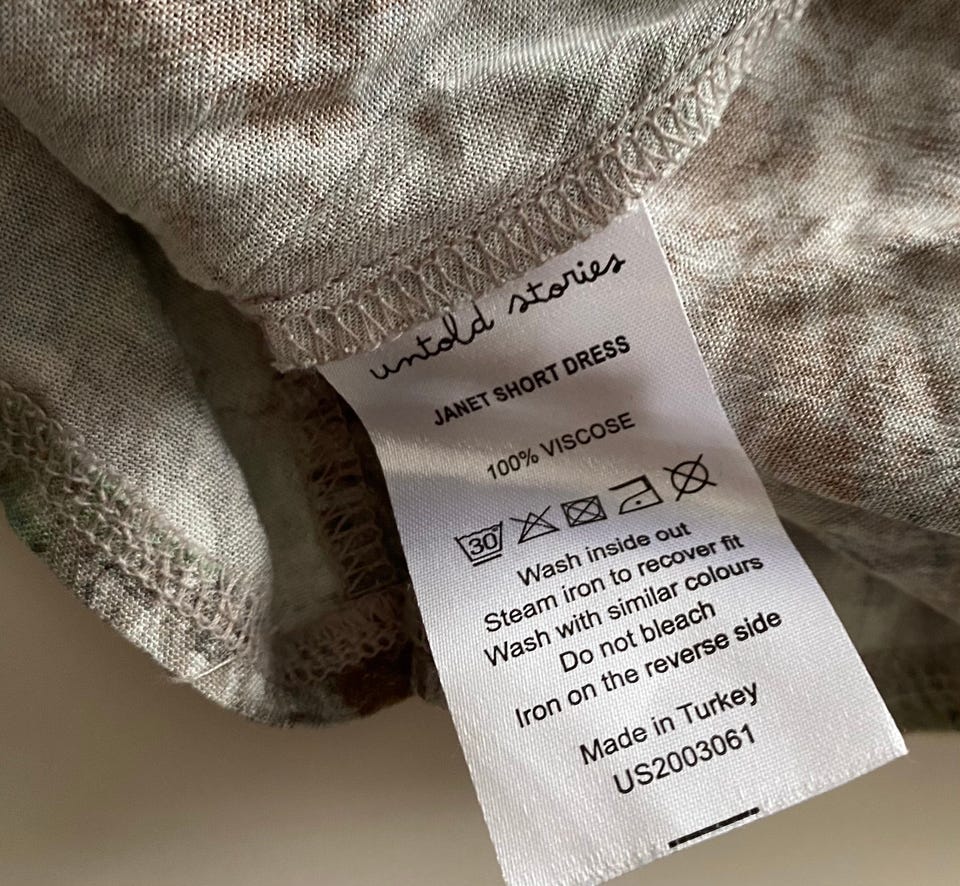 untold stories
JANET SHORT DRESS
100% VISCOSE
30
Wash inside out
Steam iron to recover fit
Wash with similar colours
Do not bleach
Iron on the reverse side
Made in Turkey
US2003061